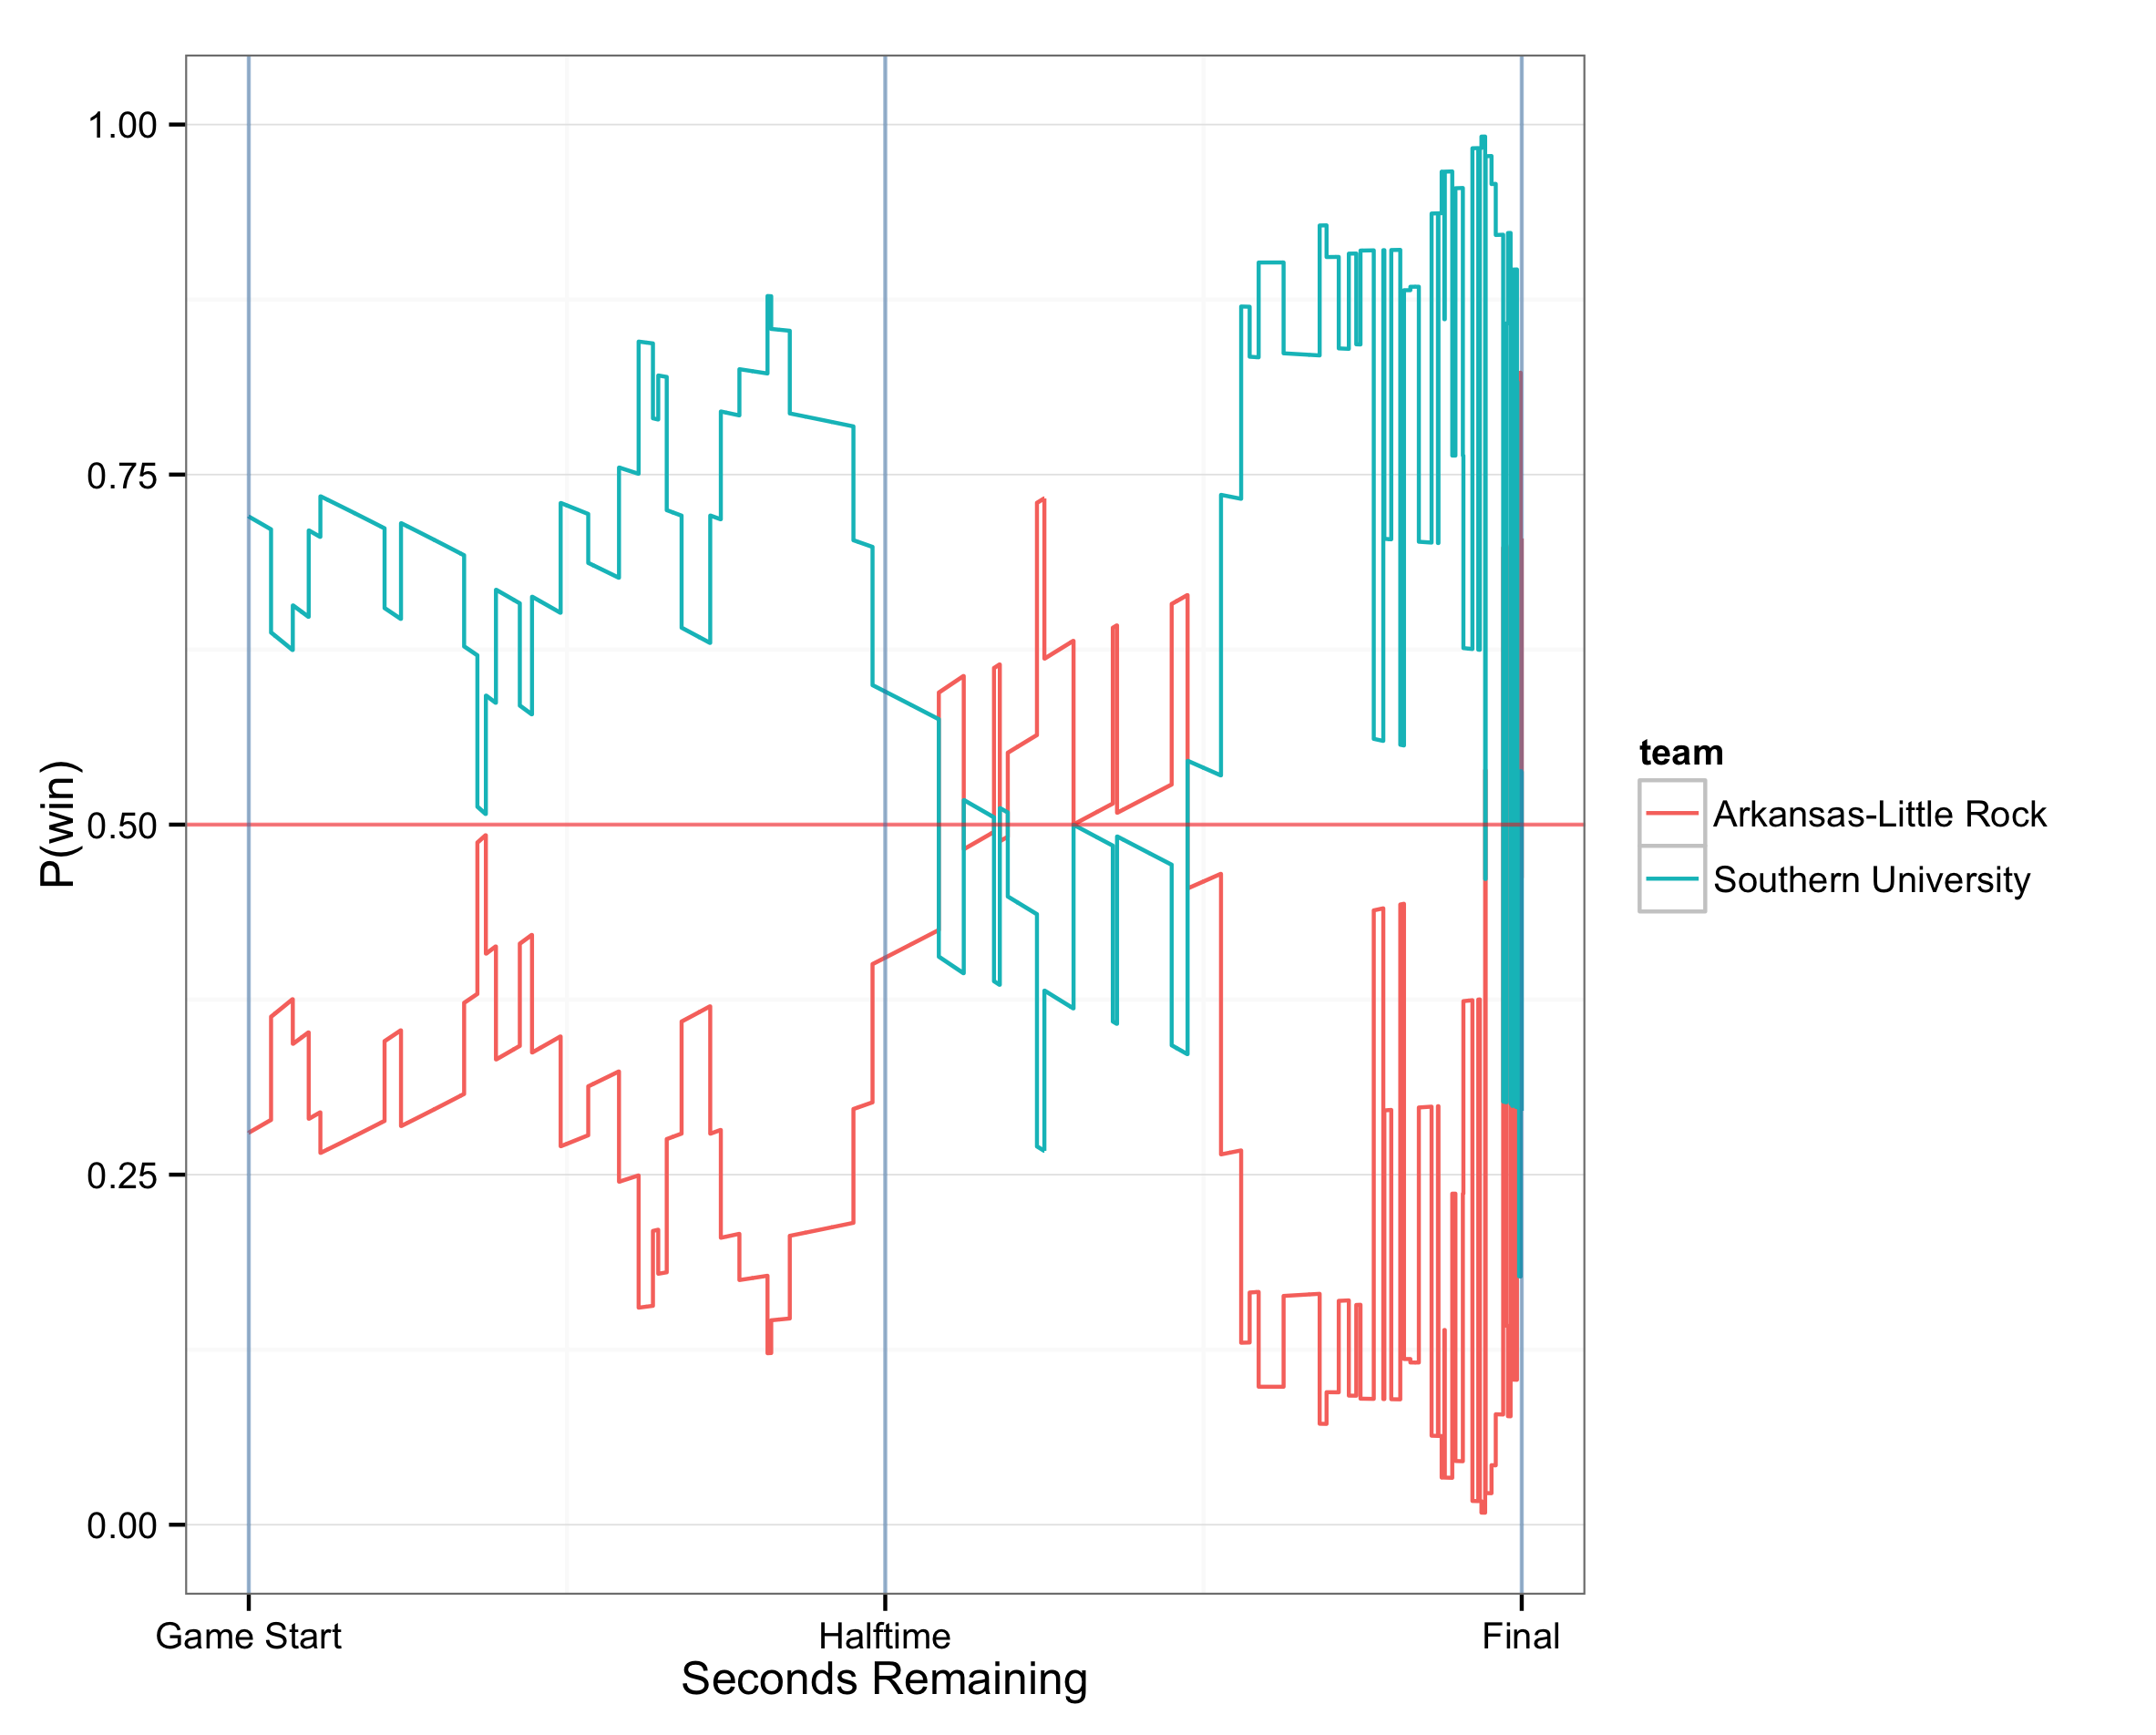 1.00
0.75
0.50
0.25
0.00
P(win)
Game Start
Halftime
Final
Seconds Remaining
team
Arkansas-Little Rock
Southern University